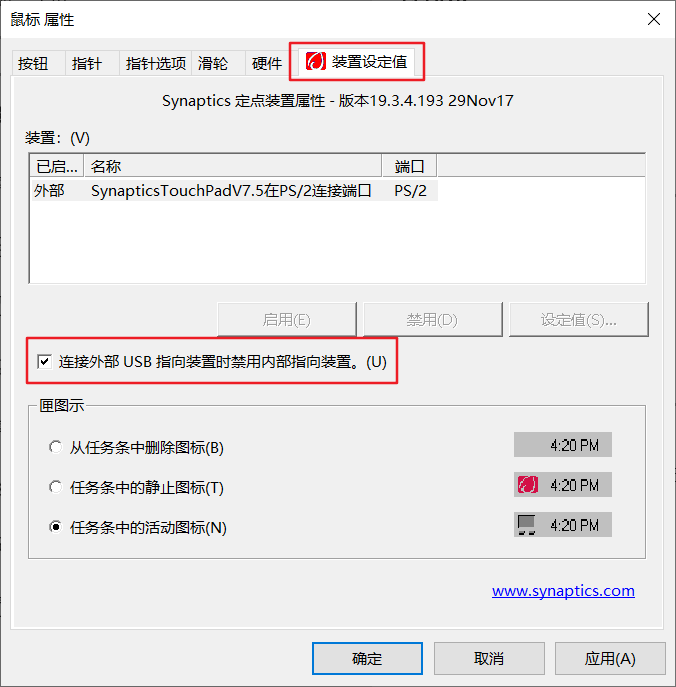 鼠标 属性
按钮 指针 指针选项 滑轮 硬件 装置设定值
Synaptics 定点装置属性 - 版本19.3.4.193 29Nov17
装置：(V)
已启... 名称 端口
外部 SynapticsTouchPadV7.5在PS/2连接端口 PS/2
启用(E) 禁用(D) 设定值(S)...
连接外部 USB 指向装置时禁用内部指向装置。(U)
匣图示
从任务条中删除图标(B) 4:20 PM
任务条中的静止图标(T) 4:20 PM
任务条中的活动图标(N) 4:20 PM
www.synaptics.com
确定 取消 应用(A)